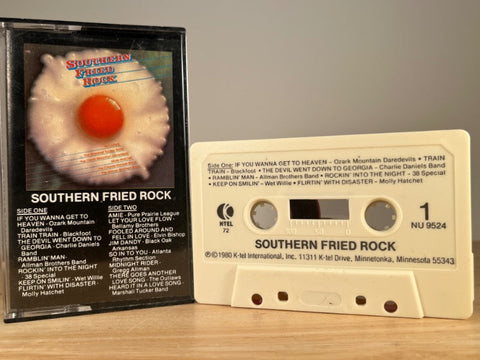 SOUTHERN
FRIED
ROCK
SOUTHERN FRIED ROCK
SIDE ONE
IF YOU WANNA GET TO
HEAVEN - Ozark Mountain
Daredevils
TRAIN TRAIN - Blackfoot
THE DEVIL WENT DOWN
TO GEORGIA - Charlie Daniels
Band
RAMBLIN' MAN -
Allman Brothers Band
ROCKIN' INTO THE NIGHT
- 38 Special
KEEP ON SMILIN' - Wet Willie
FLIRTIN' WITH DISASTER -
Molly Hatchet
SIDE TWO
AMIE - Pure Prairie League
LET YOUR LOVE FLOW -
Bellamy Brothers
FOOLED AROUND AND
FELL IN LOVE - Elvin Bishop
JIM DANDY - Black Oak
Arkansas
SO IN TO YOU - Atlanta
Rhythm Section
MIDNIGHT RIDER -
Gregg Allman
THERE GOES ANOTHER
LOVE SONG - The Outlaws
HEARD IT IN A LOVE SONG -
Marshall Tucker Band
Side One: IF YOU WANNA GET TO HEAVEN - Ozark Mountain Daredevils • TRAIN
TRAIN - Blackfoot • THE DEVIL WENT DOWN TO GEORGIA - Charlie Daniels Band
• RAMBLIN' MAN - Allman Brothers Band • ROCKIN' INTO THE NIGHT - 38 Special
• KEEP ON SMILIN' - Wet Willie • FLIRTIN' WITH DISASTER - Molly Hatchet
K-TEL
72
1
NU 9524
SOUTHERN FRIED ROCK
℗©1980 K-tel International, Inc. 11311 K-tel Drive, Minnetonka, Minnesota 55343